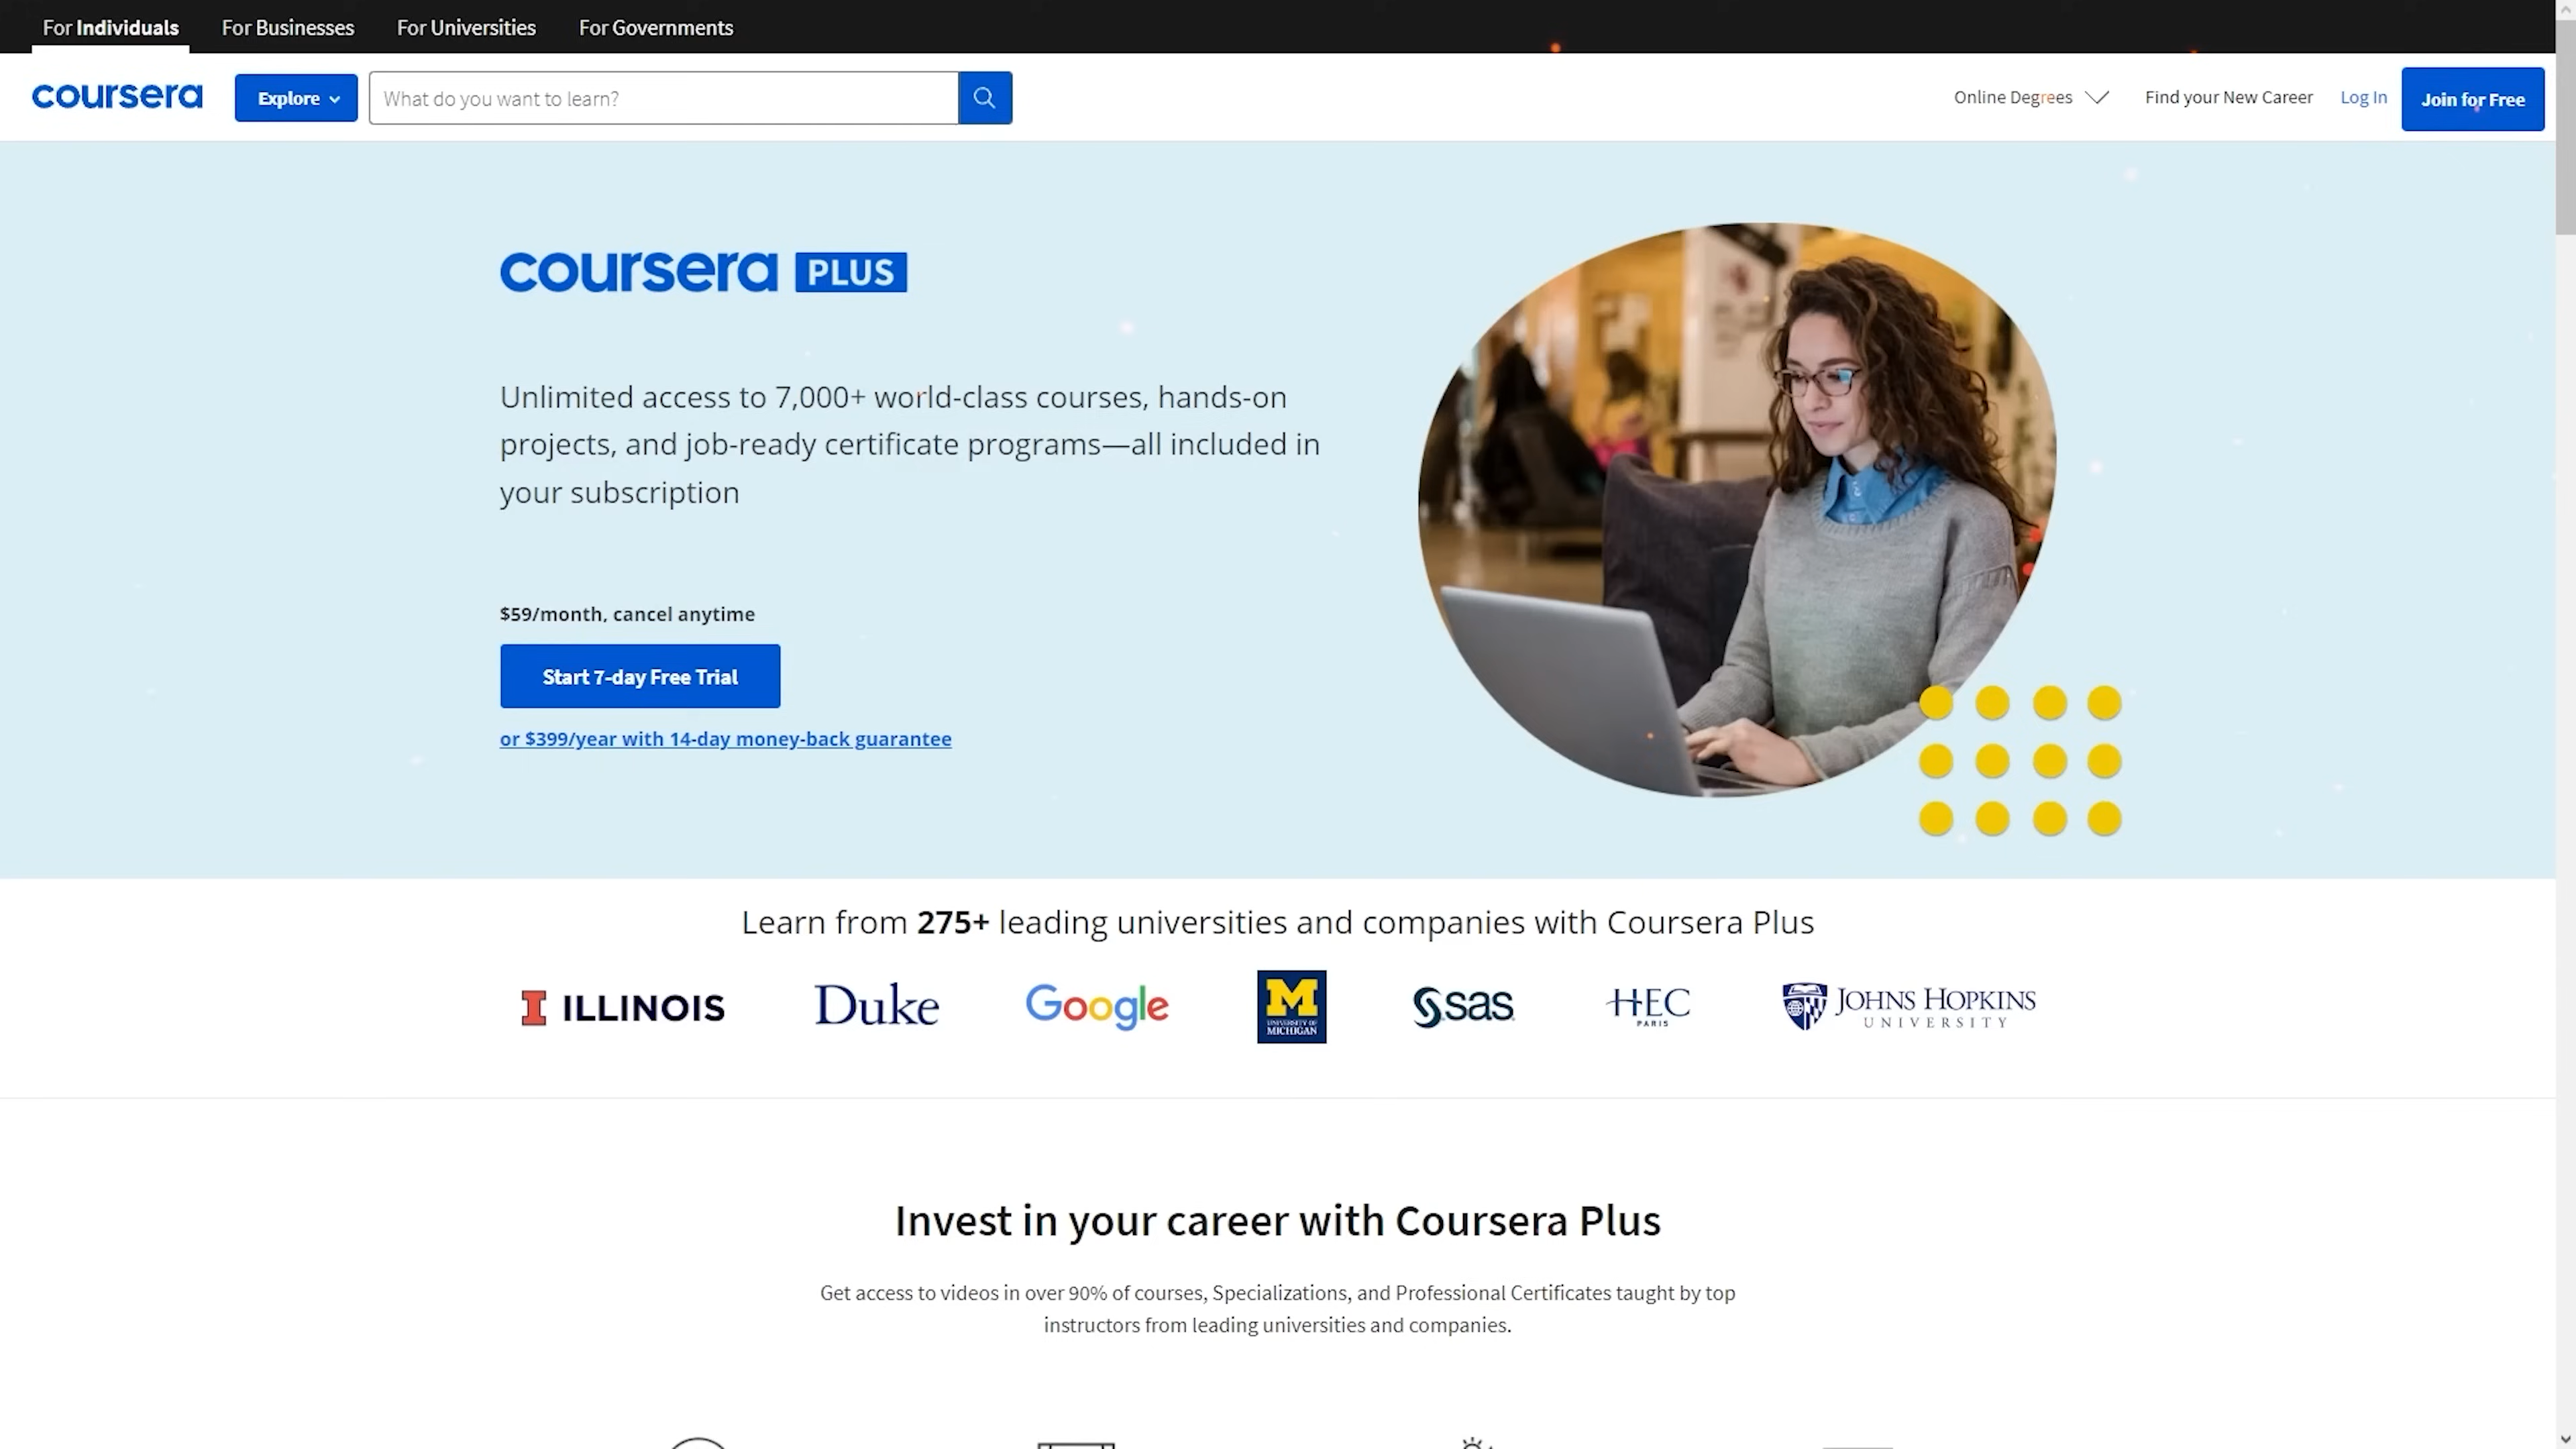 For Individuals
For Businesses
For Universities
For Governments
coursera
Explore
What do you want to learn?
Online Degrees
Find your New Career
Log In
Join for Free
coursera PLUS
Unlimited access to 7,000+ world-class courses, hands-on
projects, and job-ready certificate programs—all included in
your subscription
$59/month, cancel anytime
Start 7-day Free Trial
or $399/year with 14-day money-back guarantee
Learn from 275+ leading universities and companies with Coursera Plus
I ILLINOIS
Duke
Google
M
UNIVERSITY OF
MICHIGAN
sas
HEC
PARIS
JOHNS HOPKINS
UNIVERSITY
Invest in your career with Coursera Plus
Get access to videos in over 90% of courses, Specializations, and Professional Certificates taught by top
instructors from leading universities and companies.